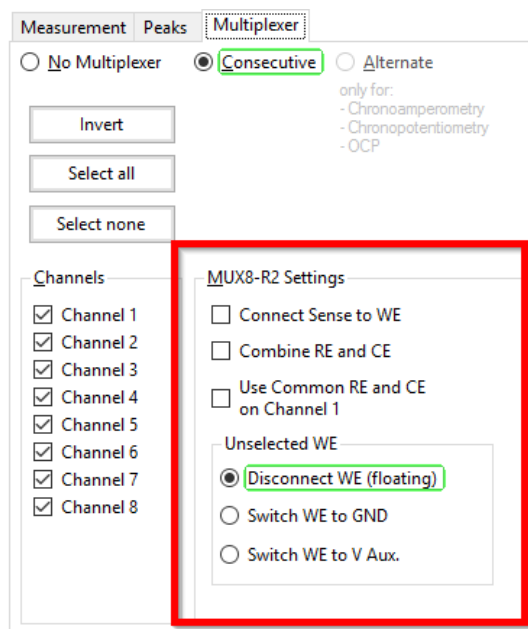 Measurement Peaks Multiplexer
No Multiplexer Consecutive Alternate
only for:
- Chronoamperometry
- Chronopotentiometry
- OCP
Invert
Select all
Select none
Channels
Channel 1
Channel 2
Channel 3
Channel 4
Channel 5
Channel 6
Channel 7
Channel 8
MUX8-R2 Settings
Connect Sense to WE
Combine RE and CE
Use Common RE and CE
on Channel 1
Unselected WE
Disconnect WE (floating)
Switch WE to GND
Switch WE to V Aux.